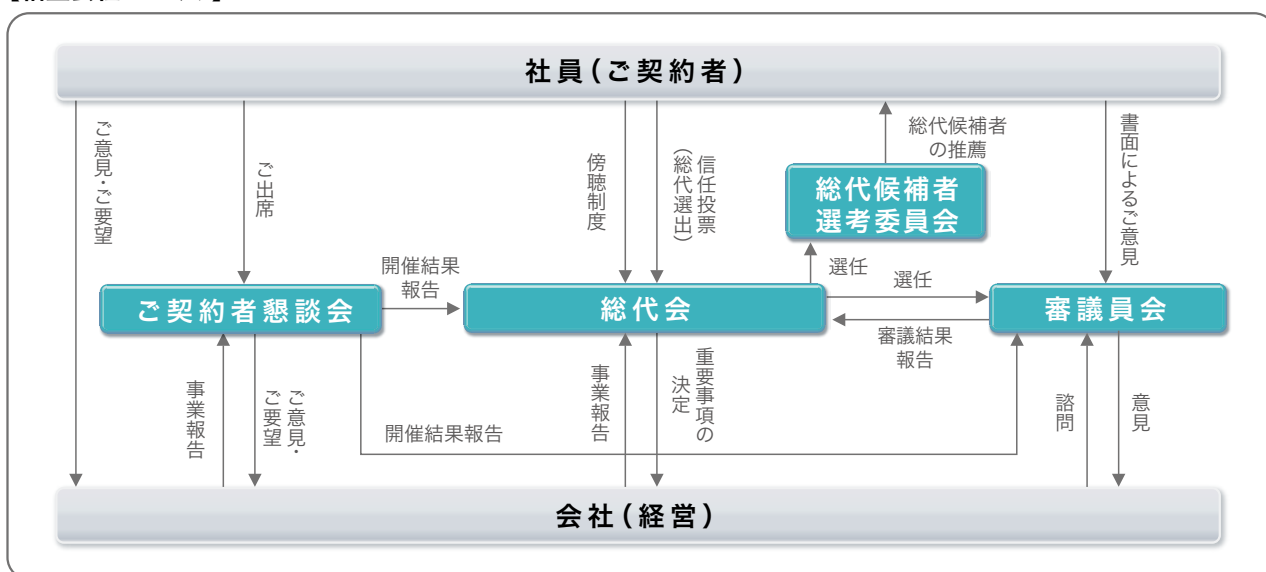 社員（ご契約者）
ご意見・ご要望
ご出席
傍聴制度
信任投票
（総代選出）
総代候補者
の推薦
書面によるご意見
総代候補者
選考委員会
開催結果
報告
選任
選任
ご契約者懇談会
総代会
審議員会
審議結果
報告
事業報告
ご意見・
ご要望
開催結果報告
事業報告
重要事項の
決定
諮問
意見
会社（経営）